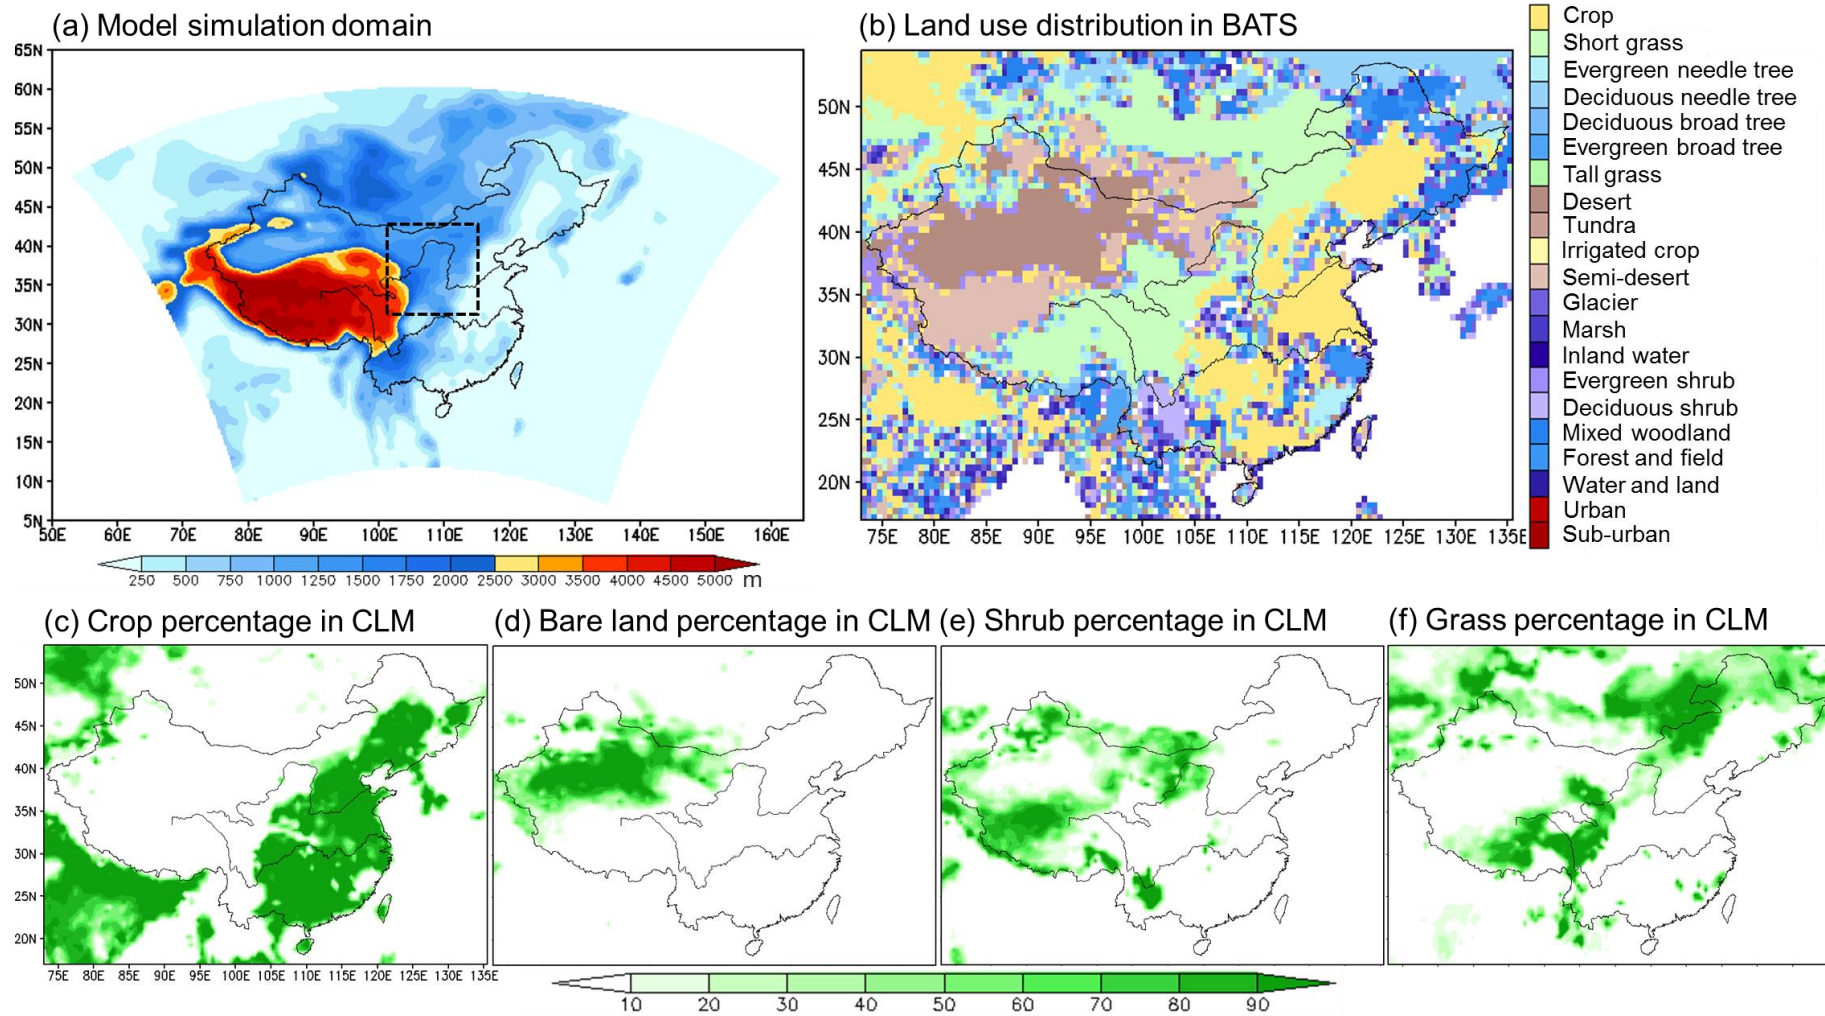 (a) Model simulation domain
(b) Land use distribution in BATS
65N
60N
55N
50N
45N
40N
35N
30N
25N
20N
15N
10N
5N
50E 60E 70E 80E 90E 100E 110E 120E 130E 140E 150E 160E
250 500 750 1000 1250 1500 1750 2000 2500 3000 3500 4000 4500 5000 m
50N
45N
40N
35N
30N
25N
20N
75E 80E 85E 90E 95E 100E 105E 110E 115E 120E 125E 130E 135E
Crop
Short grass
Evergreen needle tree
Deciduous needle tree
Deciduous broad tree
Evergreen broad tree
Tall grass
Desert
Tundra
Irrigated crop
Semi-desert
Glacier
Marsh
Inland water
Evergreen shrub
Deciduous shrub
Mixed woodland
Forest and field
Water and land
Urban
Sub-urban
(c) Crop percentage in CLM
(d) Bare land percentage in CLM
(e) Shrub percentage in CLM
(f) Grass percentage in CLM
50N
45N
40N
35N
30N
25N
20N
75E 80E 85E 90E 95E 100E 105E 110E 115E 120E 125E 130E 135E
10 20 30 40 50 60 70 80 90